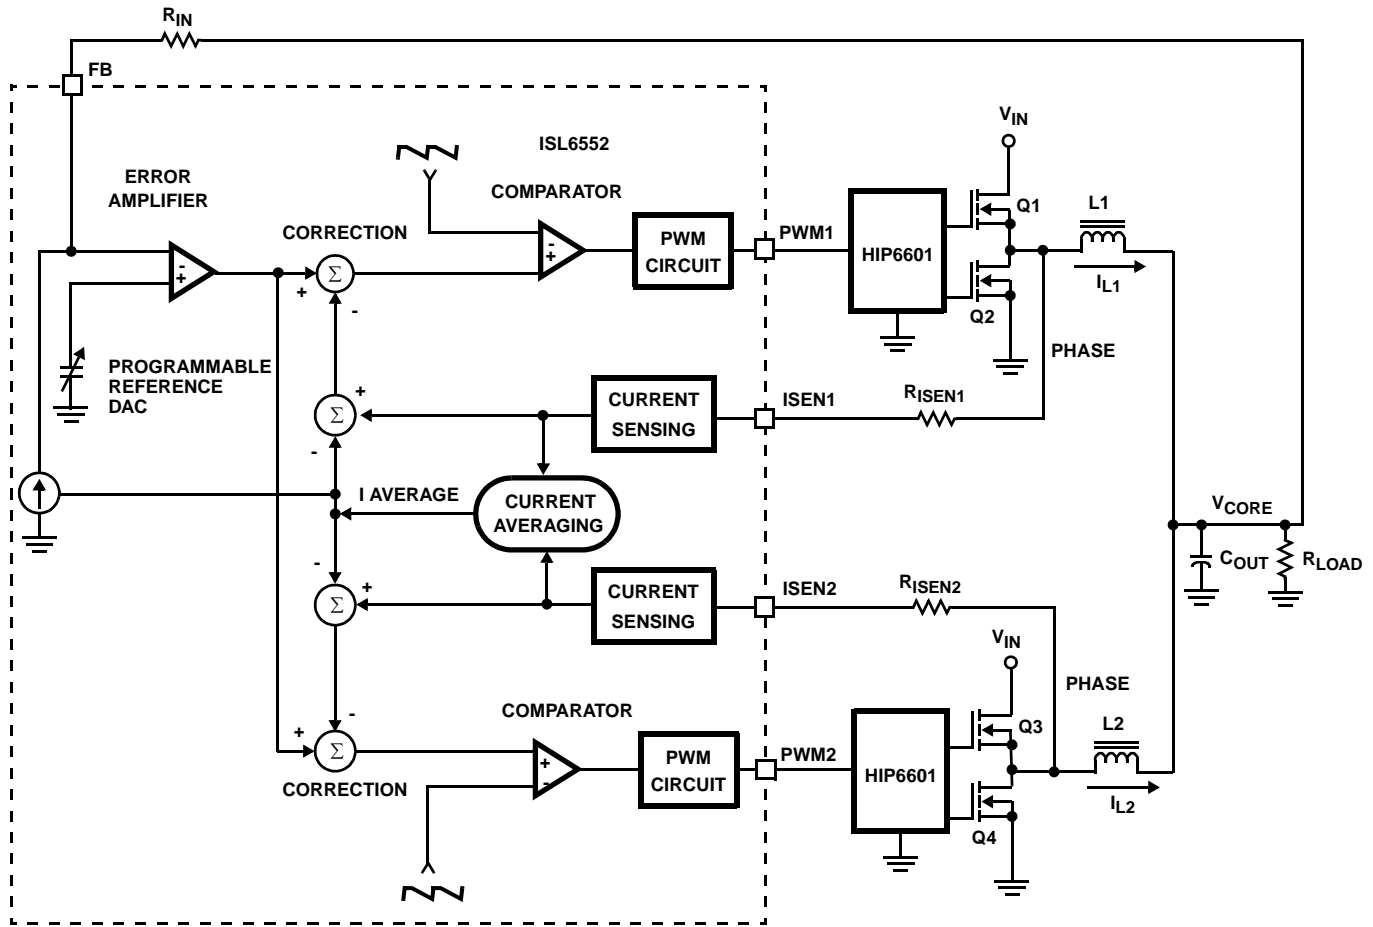 RIN
FB
ISL6552
VIN
ERROR
AMPLIFIER
COMPARATOR
CORRECTION
PWM
CIRCUIT
PWM1
HIP6601
Q1
Q2
L1
IL1
PHASE
-
+
+
-
-
+
Σ
PROGRAMMABLE
REFERENCE
DAC
+
Σ
-
CURRENT
SENSING
ISEN1
RISEN1
I AVERAGE
CURRENT
AVERAGING
VCORE
COUT
RLOAD
-
+
Σ
CURRENT
SENSING
ISEN2
RISEN2
VIN
PHASE
-
+
Σ
CORRECTION
COMPARATOR
+
-
PWM
CIRCUIT
PWM2
HIP6601
Q3
Q4
L2
IL2